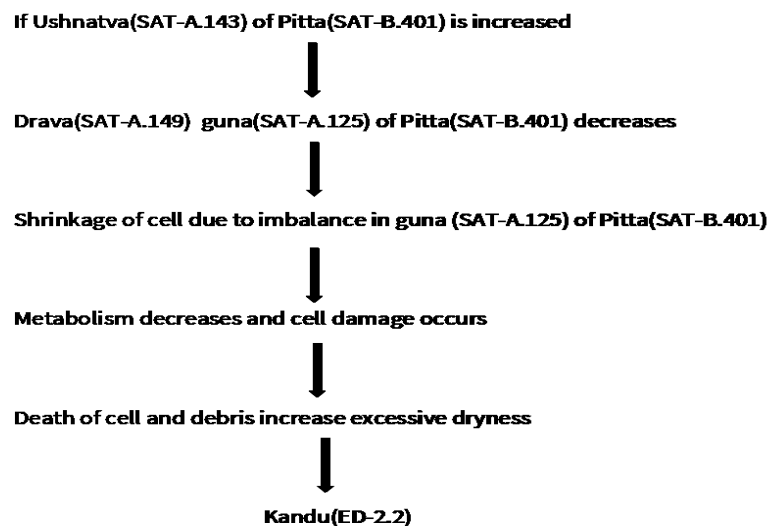 If Ushnatva(SAT-A.143) of Pitta(SAT-B.401) is increased
Drava(SAT-A.149) guna(SAT-A.125) of Pitta(SAT-B.401) decreases
Shrinkage of cell due to imbalance in guna (SAT-A.125) of Pitta(SAT-B.401)
Metabolism decreases and cell damage occurs
Death of cell and debris increase excessive dryness
Kandu(ED-2.2)